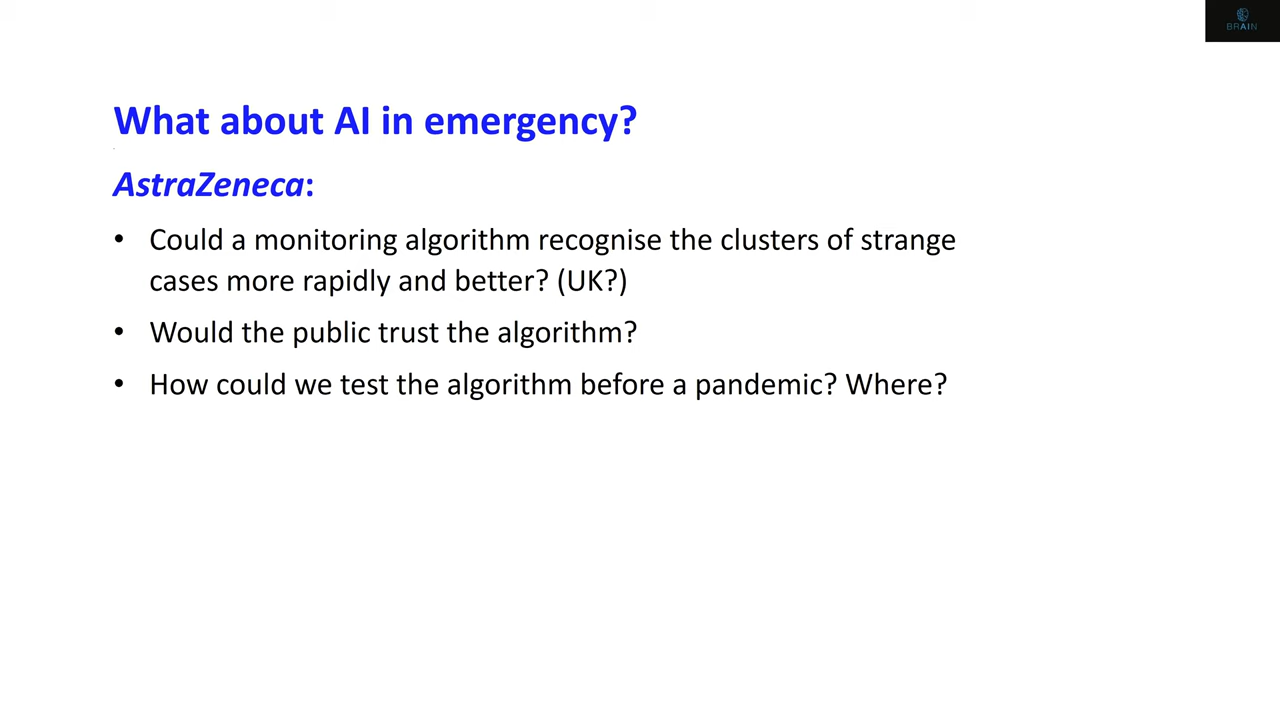 BRAIN
What about AI in emergency?
AstraZeneca:
• Could a monitoring algorithm recognise the clusters of strange
cases more rapidly and better? (UK?)
• Would the public trust the algorithm?
• How could we test the algorithm before a pandemic? Where?